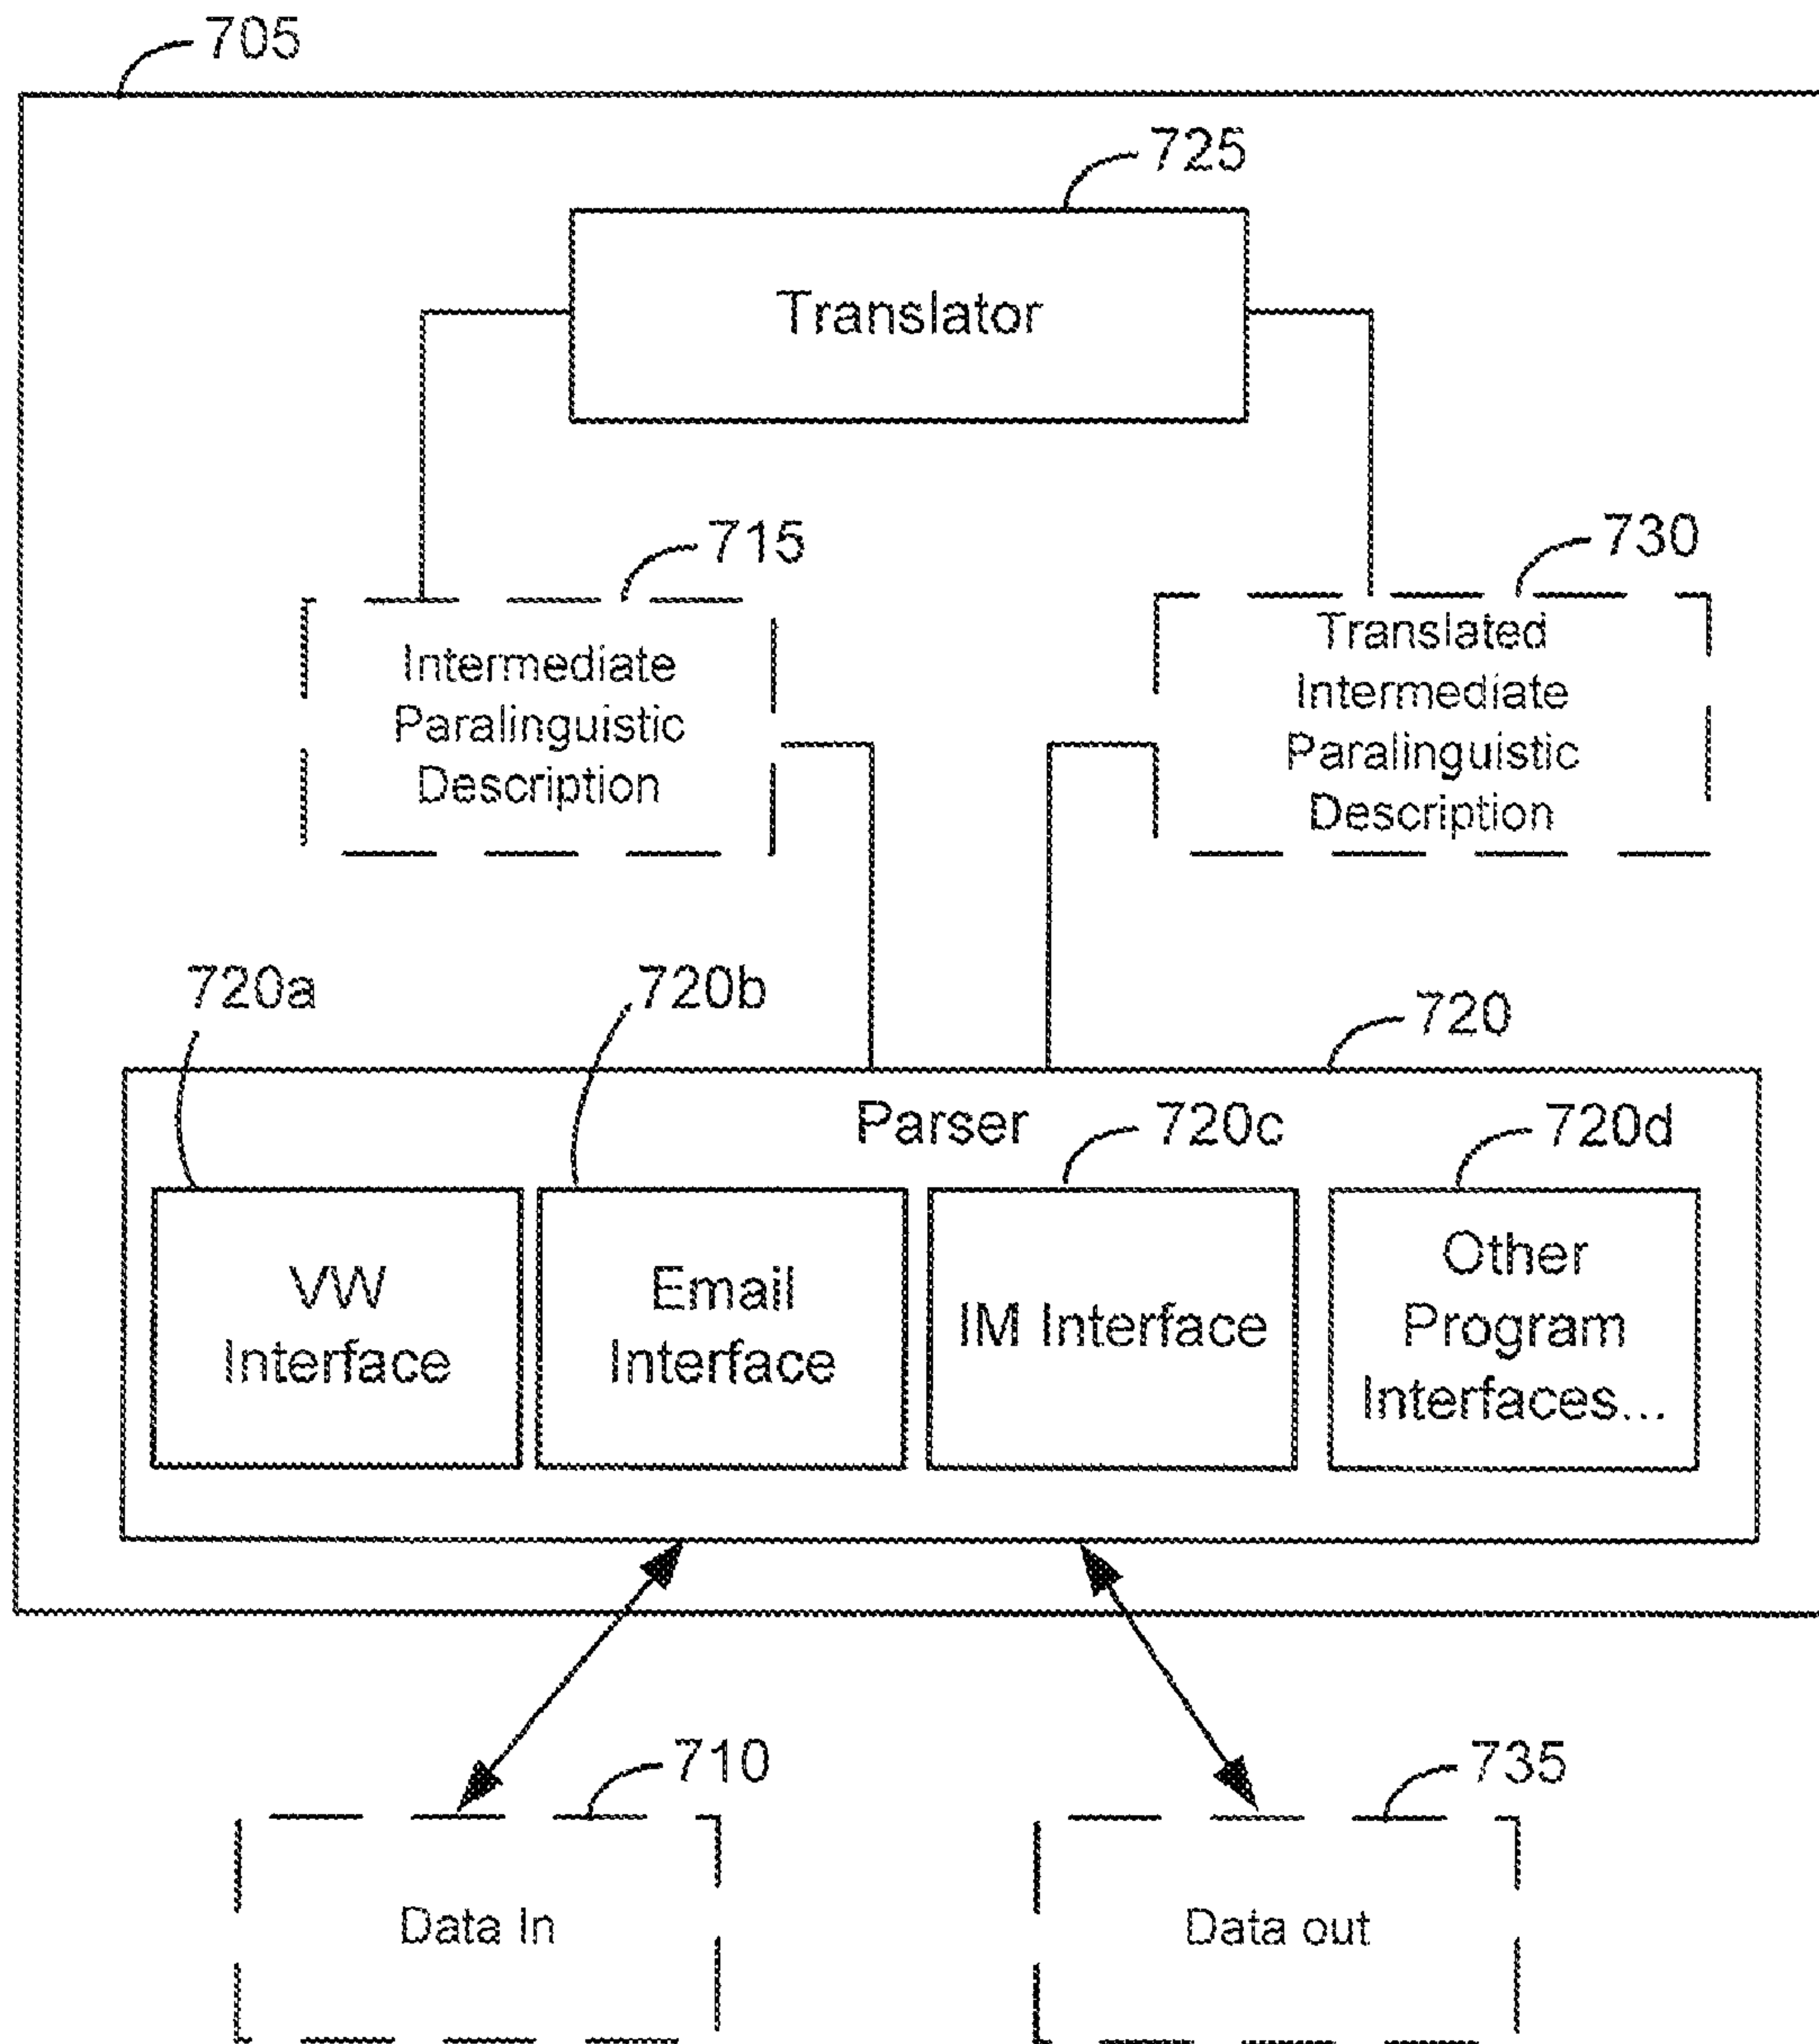 705
725
Translator
715
730
Intermediate
Paralinguistic
Description
Translated
Intermediate
Paralinguistic
Description
720a
720b
720
Parser
720c
720d
VW
Interface
Email
Interface
IM Interface
Other
Program
Interfaces...
710
735
Data In
Data out